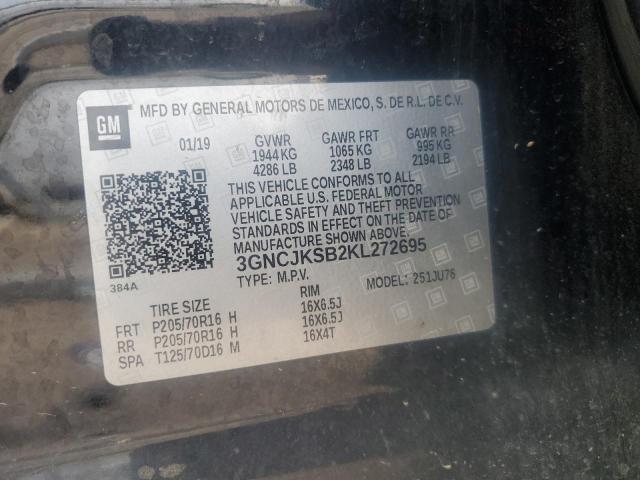 GM
MFD BY GENERAL MOTORS DE MEXICO, S. DE R.L. DE C.V.
01/19 GVWR GAWR FRT GAWR RR
1944 KG 1065 KG 995 KG
4286 LB 2348 LB 2194 LB
THIS VEHICLE CONFORMS TO ALL
APPLICABLE U.S. FEDERAL MOTOR
VEHICLE SAFETY AND THEFT PREVENTION
STANDARDS IN EFFECT ON THE DATE OF
MANUFACTURE SHOWN ABOVE.
3GNCJKSB2KL272695
384A
TYPE: M.P.V. MODEL: 251JU76
TIRE SIZE RIM
FRT P205/70R16 H 16X6.5J
RR P205/70R16 H 16X6.5J
SPA T125/70D16 M 16X4T